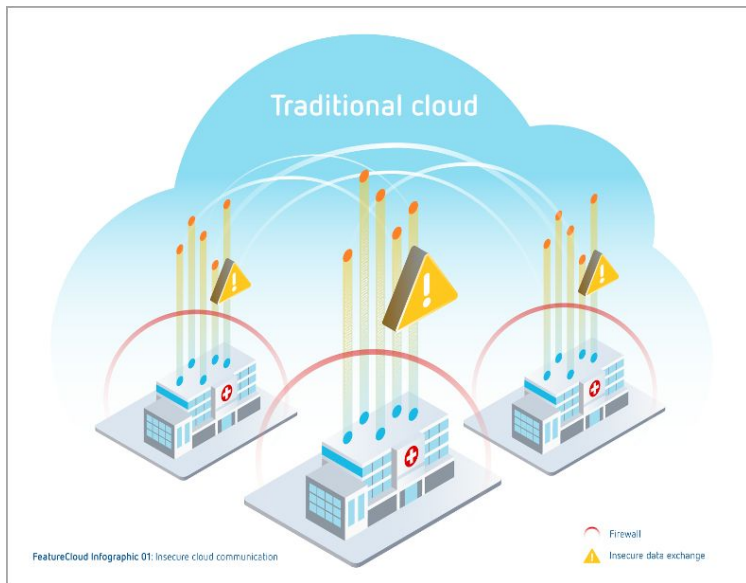 Traditional cloud
FeatureCloud Infographic 01: Insecure cloud communication
Firewall
Insecure data exchange